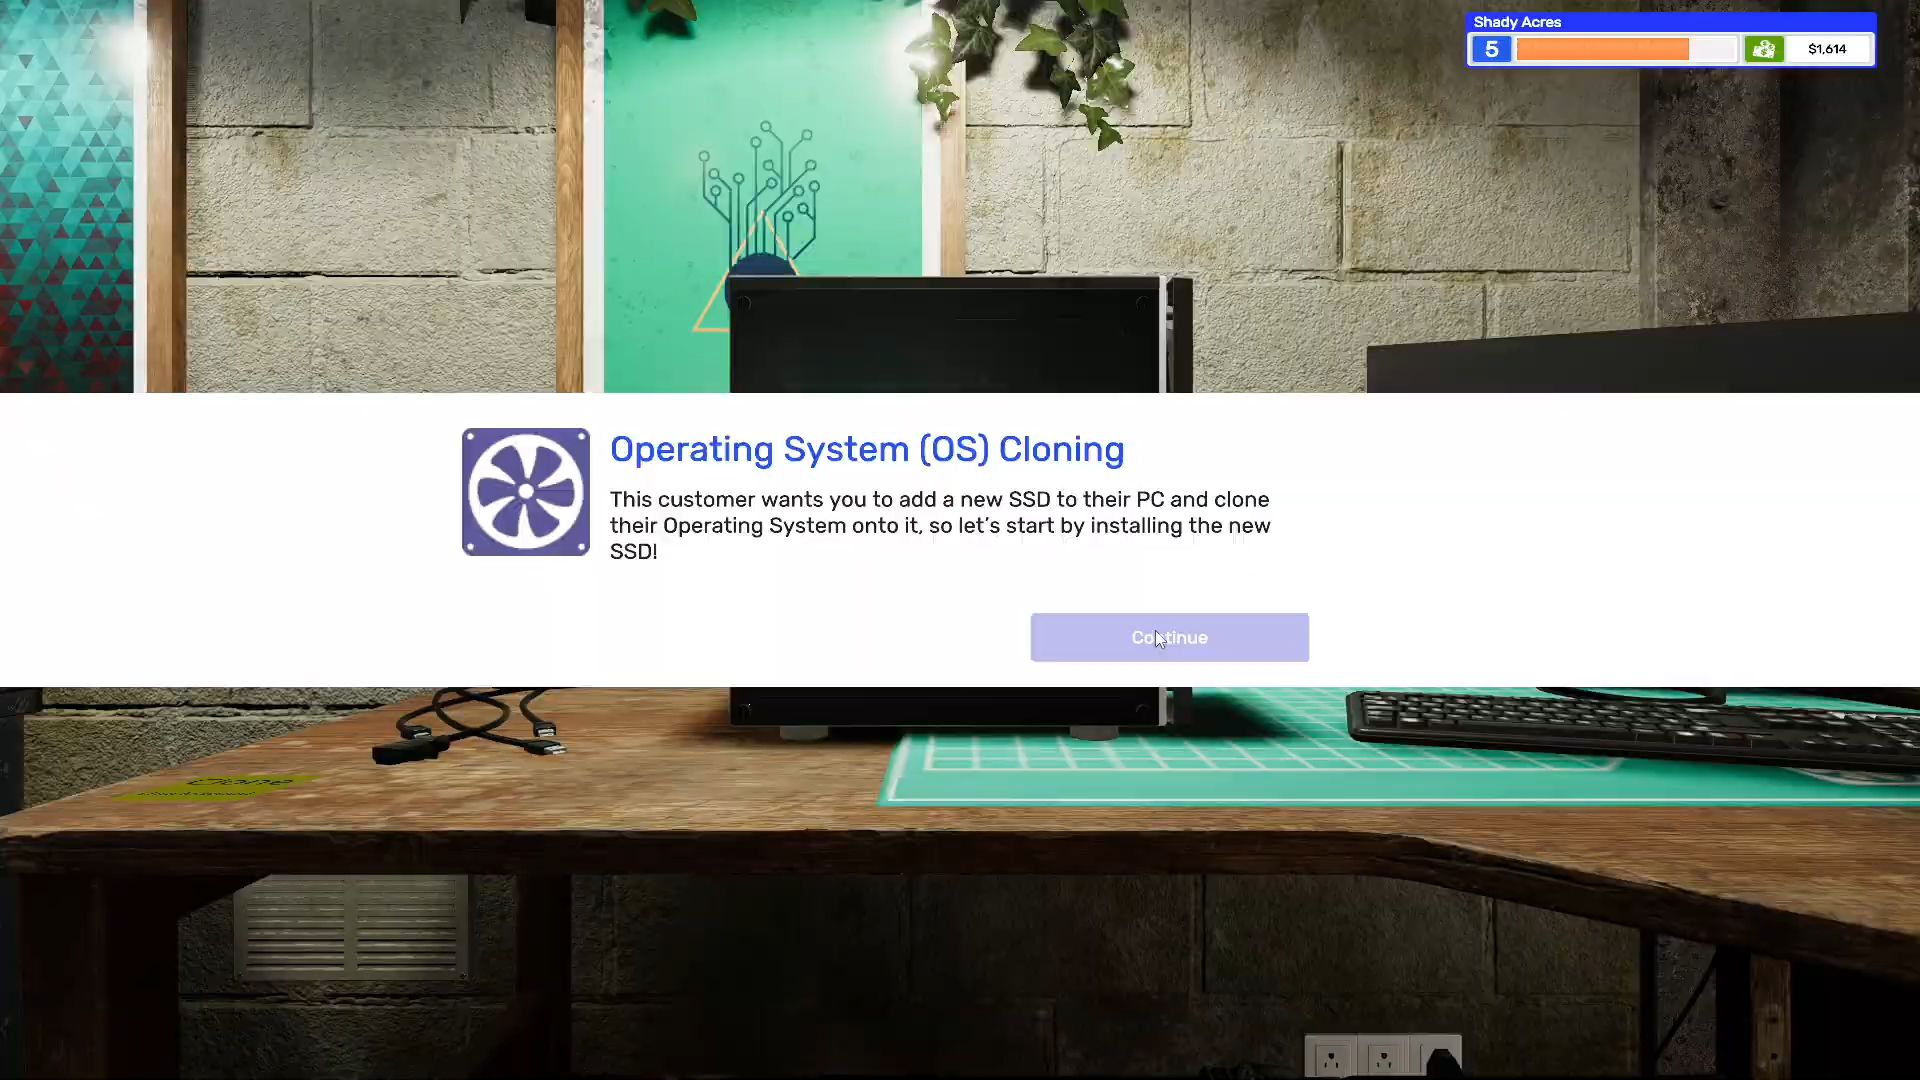 Shady Acres
5
$1,614
Operating System (OS) Cloning
This customer wants you to add a new SSD to their PC and clone
their Operating System onto it, so let's start by installing the new
SSD!
Continue
Clone